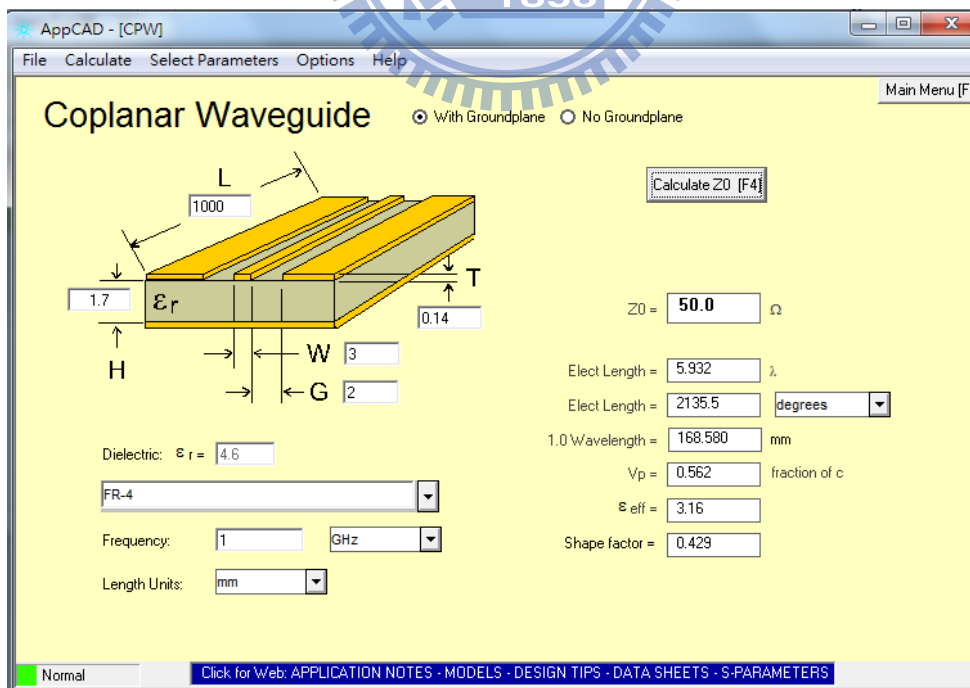 1896
AppCAD - [CPW]
File Calculate Select Parameters Options Help
Main Menu [F
Coplanar Waveguide
With Groundplane No Groundplane
Calculate Z0 [F4]
L
1000
1.7
εr
T
0.14
H
W 3
G 2
Z0 = 50.0 Ω
Elect Length = 5.932 λ
Elect Length = 2135.5 degrees
1.0 Wavelength = 168.580 mm
Vp = 0.562 fraction of c
ε eff = 3.16
Shape factor = 0.429
Dielectric: ε r = 4.6
FR-4
Frequency: 1 GHz
Length Units: mm
Normal
Click for Web: APPLICATION NOTES - MODELS - DESIGN TIPS - DATA SHEETS - S-PARAMETERS